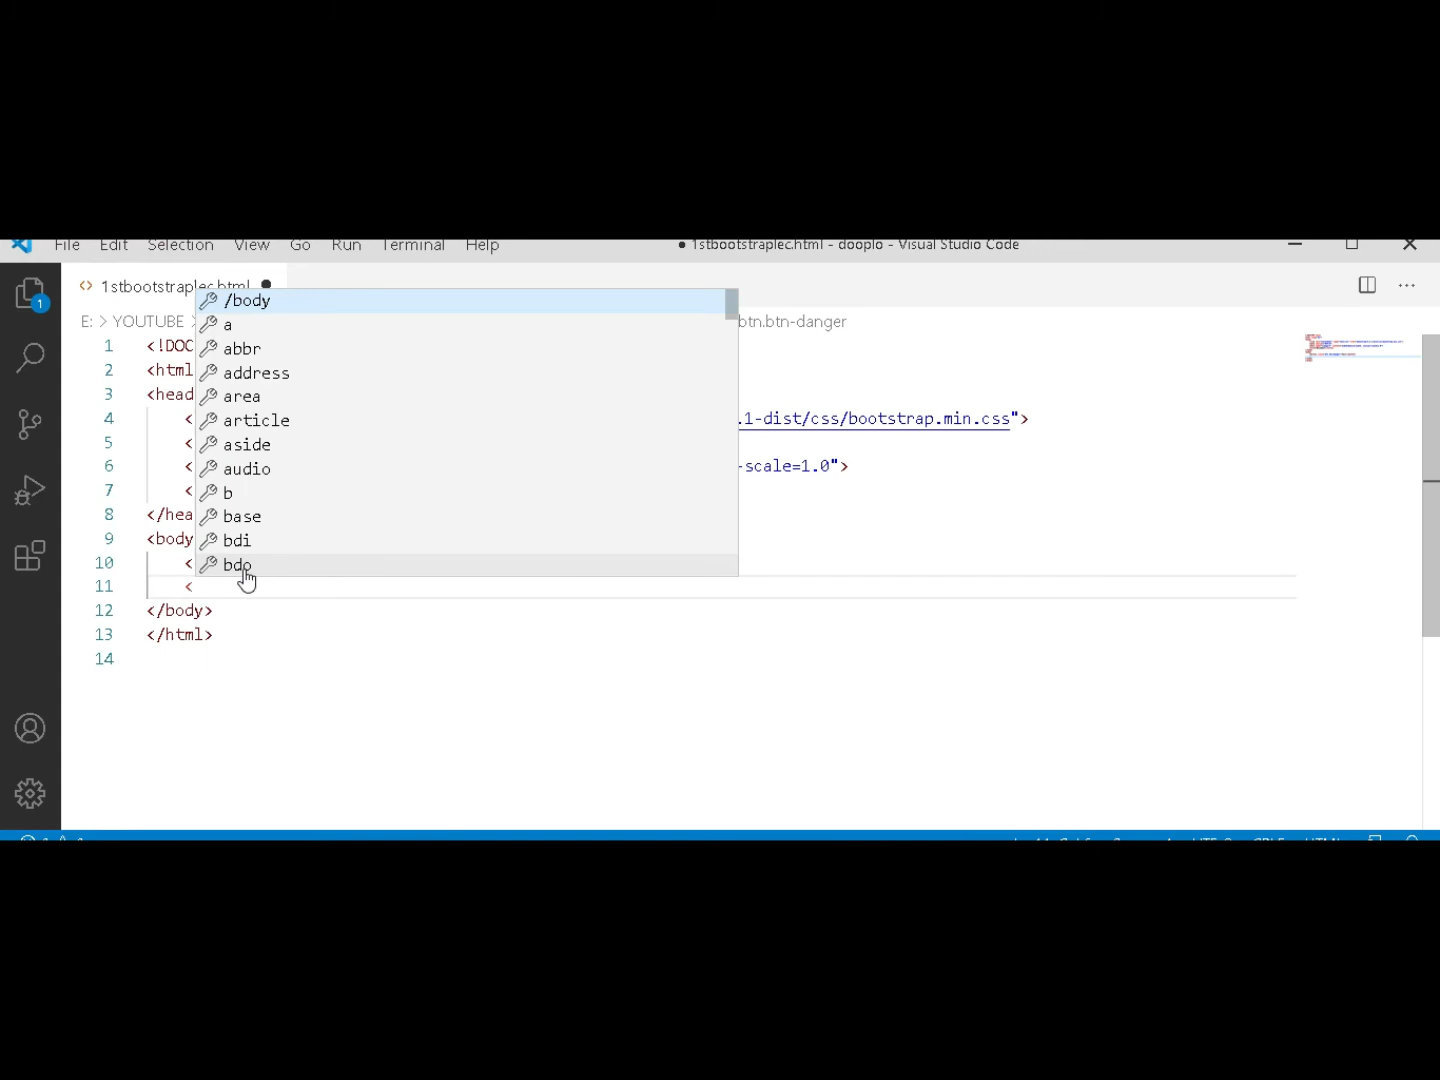 File Edit Selection View Go Run Terminal Help
● 1stbootstraplec.html - dooplo - Visual Studio Code
<> 1stbootstraplec.html ●
1
E: > YOUTUBE > btn.btn-danger
/body
a
abbr
address
area
article
aside
audio
b
base
bdi
bdo
1 <!DOC
2 <html
3 <head
4 < .1-dist/css/bootstrap.min.css">
5 <
6 < -scale=1.0">
7 <
8 </hea
9 <body
10 <
11 <
12 </body>
13 </html>
14